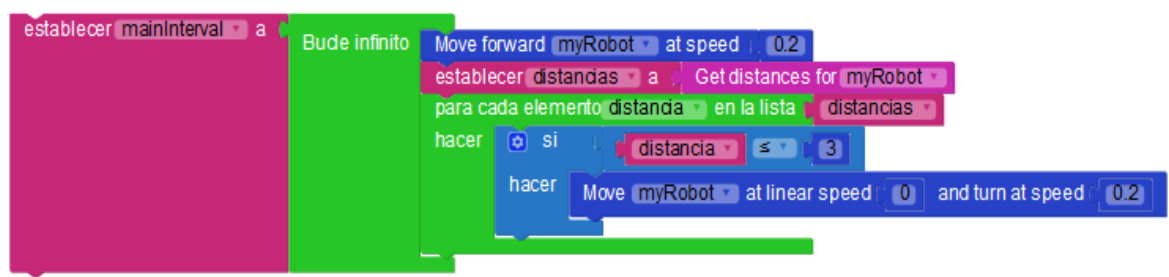 establecer mainInterval a Bucle infinito Move forward myRobot at speed 0.2
establecer distancias a Get distances for myRobot
para cada elemento distancia en la lista distancias
hacer si distancia ≤ 3
hacer Move myRobot at linear speed 0 and turn at speed 0.2